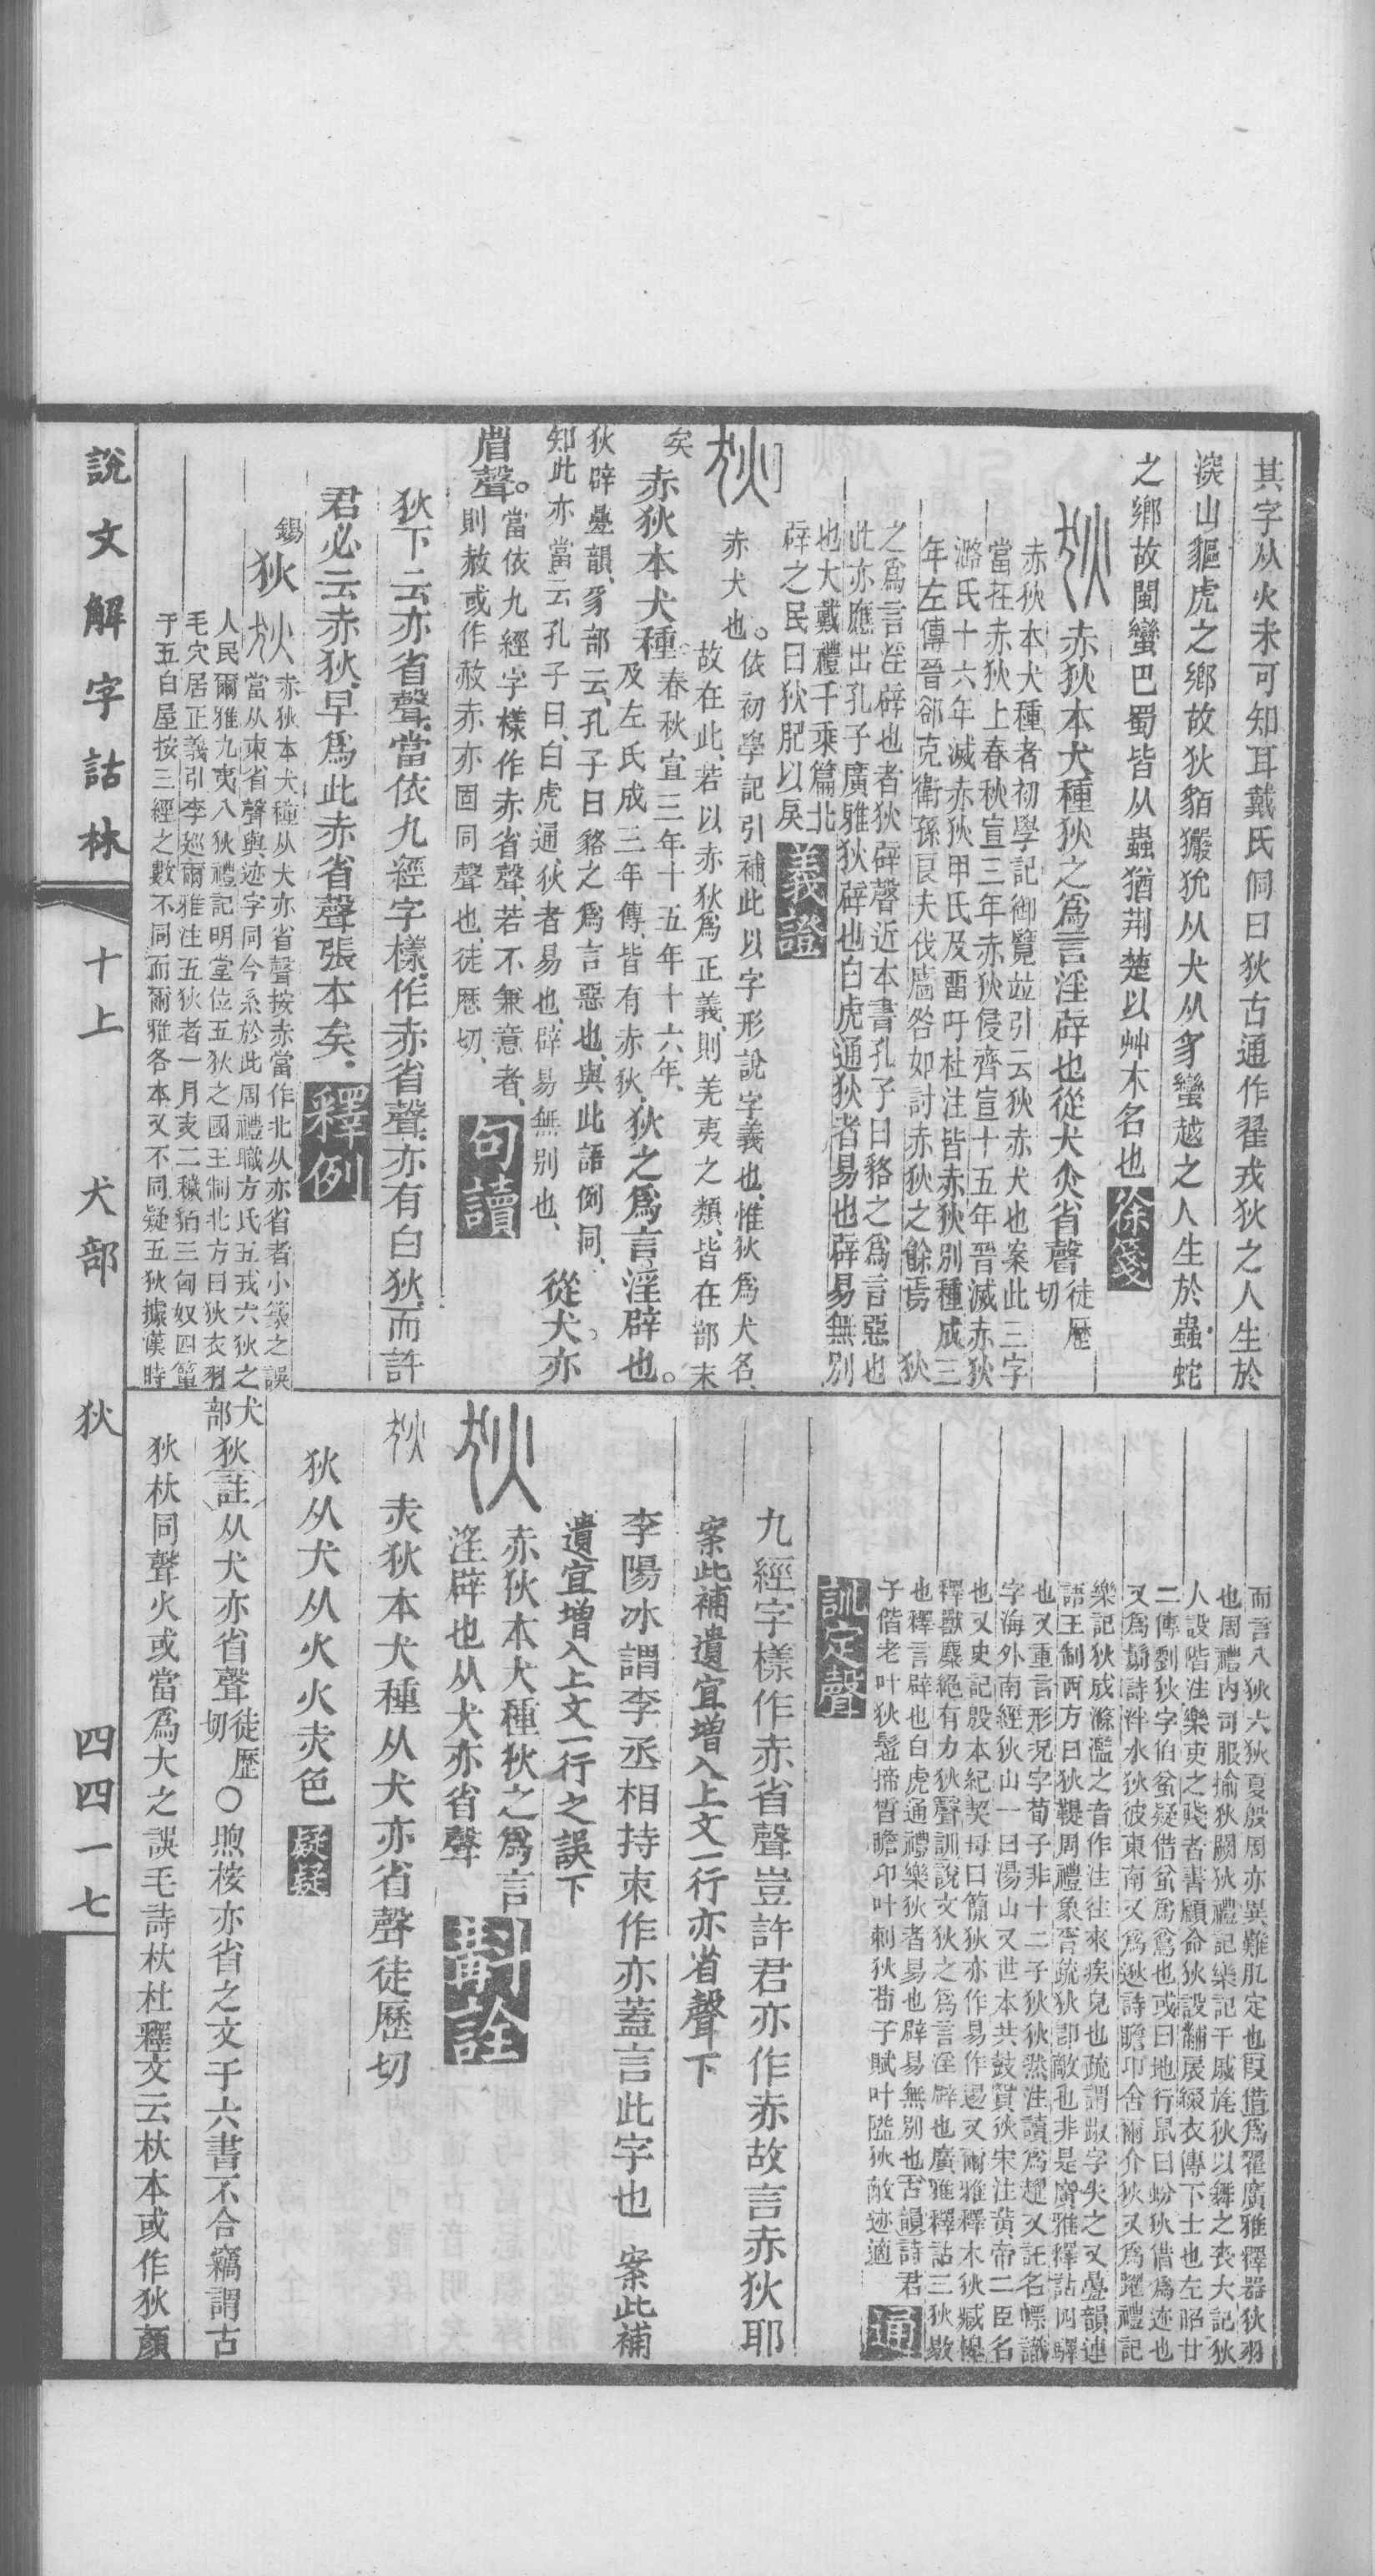 其字从火未可知耳戴氏侗曰狄古通作翟戎狄之人生於
深山貙虎之鄉故狄貊玁狁从犬从豸蠻越之人生於蟲蛇
之鄉故閩蠻巴蜀皆从蟲猶荆楚以艸木名也徐箋
赤狄本犬種狄之爲言淫辟也從犬亦省聲徒歷切
赤狄本犬種者初學記御覽竝引云狄赤犬也案此三字
當在赤狄上春秋宣三年赤狄侵齊宣十五年晉滅赤狄
潞氏十六年滅赤狄甲氏及留吁杜注皆赤狄別種成三
年左傳晉郤克衛孫良夫伐廧咎如討赤狄之餘焉 狄
之爲言淫辟也者狄辟聲近本書孔子曰貉之爲言惡也
此亦應出孔子廣雅狄辟也白虎通狄者易也辟易無別
也大戴禮千乘篇北
辟之民曰狄肥以戾義證
赤犬也。依初學記引補此以字形說字義也、惟狄爲犬名、
故在此、若以赤狄爲正義、則羌夷之類、皆在部末
矣赤狄本犬種。春秋宣三年十五年十六年、
及左氏成三年傳、皆有赤狄、狄之爲言淫辟也。
狄辟疊韻、豸部云、孔子曰貉之爲言惡也、與此語例同、
知此亦當云孔子曰、白虎通、狄者易也、辟易無別也、從犬亦
省聲。當依九經字樣作赤省聲、若不兼意者、
則赦或作赦赤亦固同聲也、徒歷切、句讀
狄下云亦省聲、當依九經字樣、作赤省聲、亦有白狄、而許
君必云赤狄、早爲此赤省聲張本矣、釋例
錫狄赤狄本犬種从犬亦省聲按赤當作北从亦省者小篆之誤
當从朿省聲與迹字同今系於此周禮職方氏五戎六狄之
人民爾雅九夷八狄禮記明堂位五狄之國王制北方曰狄衣羽
毛穴居正義引李巡爾雅注五狄者一月支二穢貊三匈奴四箄
于五白屋按三經之數不同而爾雅各本又不同疑五狄據漢時
而言八狄六狄夏殷周亦異難肊定也叚借爲翟廣雅釋器狄羽
也周禮內司服揄狄闕狄禮記樂記干戚旄狄以舞之喪大記狄
人設階注樂吏之賤者書顧命狄設黼扆綴衣傳下士也左昭廿
二傳劉狄字伯蚠疑借蚠爲爲也或曰地行鼠曰蚡狄借爲迹也
又爲鬄詩泮水狄彼東南又爲逖詩瞻卬舍爾介狄又爲躍禮記
樂記狄成滌濫之音作注往來疾皃也疏謂踧字失之又疊韻連
語王制西方曰狄鞮周禮象胥疏狄卽敵也非是廣雅釋詁四驛
也又重言形況字荀子非十二子狄狄然注讀爲趯又託名幖識
字海外南經狄山一曰湯山又世本共鼓貨狄宋注黃帝二臣名
也又史記殷本紀契母曰簡狄亦作易作逷又爾雅釋木狄臧槔
釋獸麋絕有力狄聲訓說文狄之爲言淫辟也廣雅釋詁三狄㪏
也釋言辟也白虎通禮樂狄者易也辟易無別也古韻詩君
子偕老叶狄髢揥晳瞻卬叶刺狄荀子賦叶隘狄敵迹適通
訓定聲
九經字樣作赤省聲豈許君亦作赤故言赤狄耶
案此補遺宜增入上文一行亦省聲下
李陽冰謂李丞相持束作亦蓋言此字也 案此補
遺宜增入上文一行之誤下
赤狄本犬種狄之爲言
淫辟也从犬亦省聲斠詮
赤狄本犬種从犬亦省聲徒歷切
狄从犬从火火赤色疑疑
犬部狄註从犬亦省聲徒歷切〇煦桉亦省之文于六書不合竊謂古
狄杕同聲火或當爲大之誤毛詩杕杜釋文云杕本或作狄顏
說文解字詁林 十上 犬部 狄 四四一七